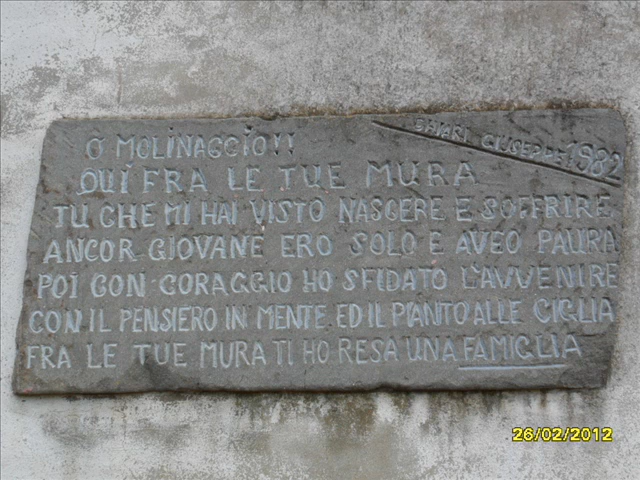 O MOLINAGGIO!!
CHIARI GIUSEPPE 1982
QUI FRA LE TUE MURA
TU CHE MI HAI VISTO NASCERE E SOFFRIRE
ANCOR GIOVANE ERO SOLO E AVEO PAURA
POI CON CORAGGIO HO SFIDATO L'AVVENIRE
CON IL PENSIERO IN MENTE ED IL PIANTO ALLE CIGLIA
FRA LE TUE MURA TI HO RESA UNA FAMIGLIA
26/02/2012